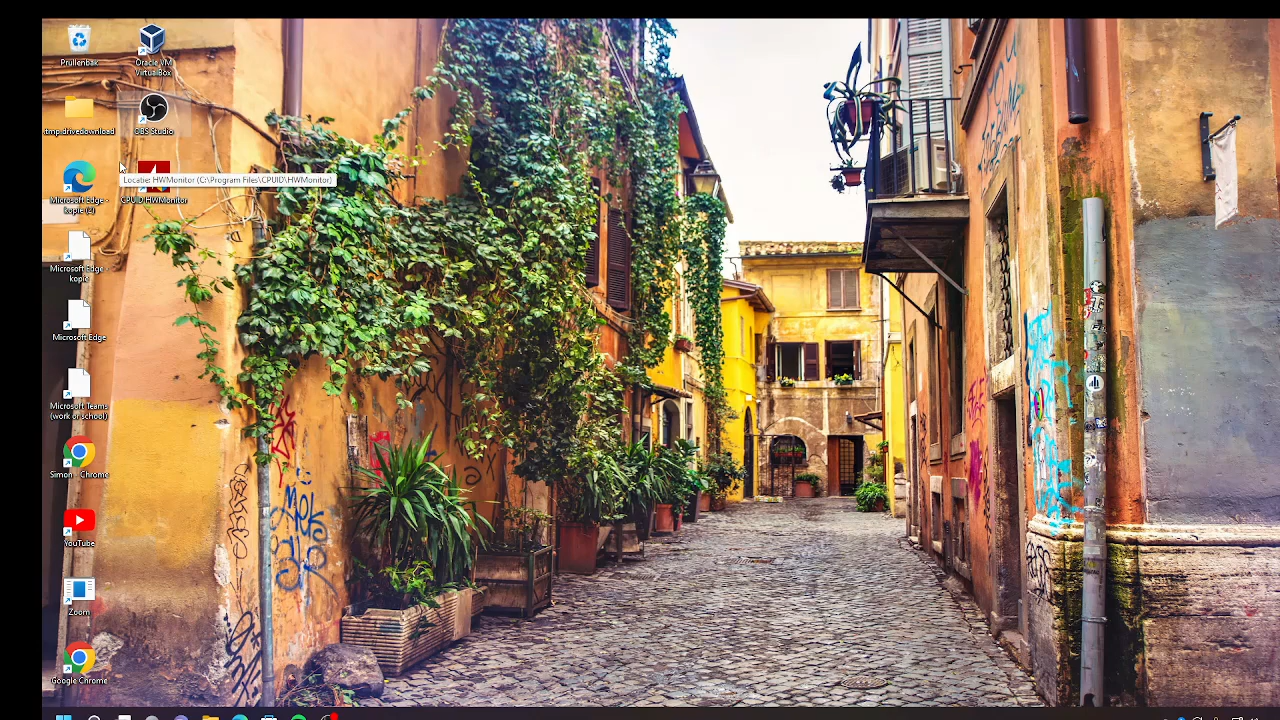 Prullenbak
Oracle VM
VirtualBox
.tmp.drivedownload
OBS Studio
Locatie: HWMonitor (C:\Program Files\CPUID\HWMonitor)
Microsoft Edge -
kopie (2)
CPUID HWMonitor
Microsoft Edge -
kopie
Microsoft Edge
Microsoft Teams
(work or school)
Simon - Chrome
YouTube
Zoom
Google Chrome